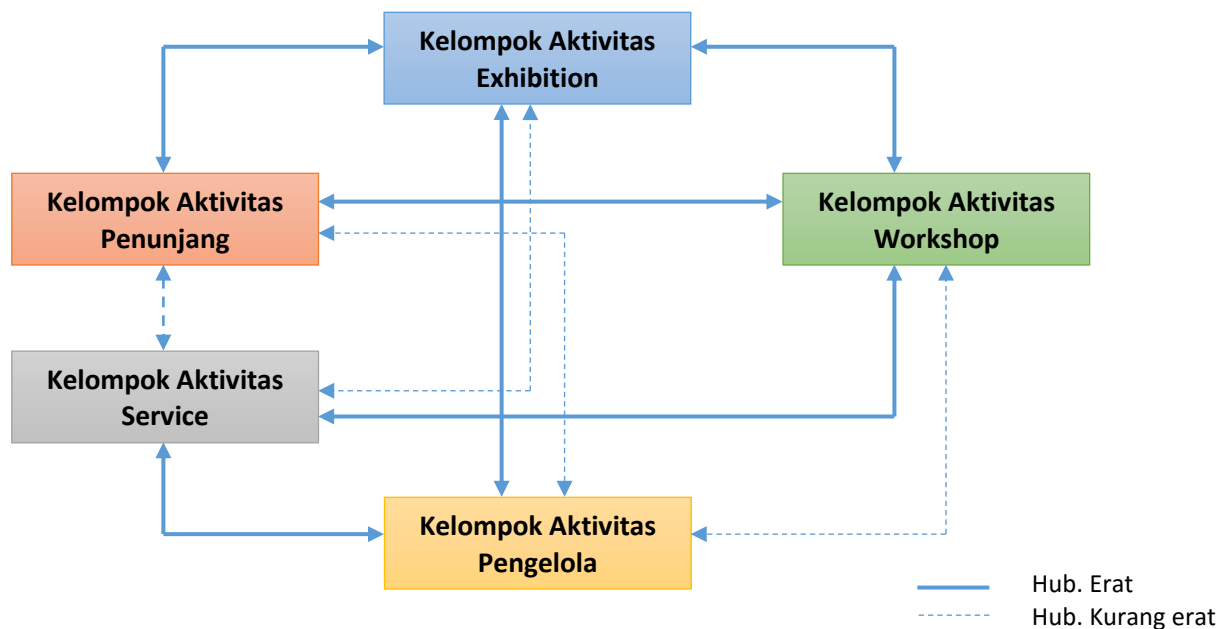 Kelompok Aktivitas
Exhibition
Kelompok Aktivitas
Penunjang
Kelompok Aktivitas
Workshop
Kelompok Aktivitas
Service
Kelompok Aktivitas
Pengelola
Hub. Erat
Hub. Kurang erat